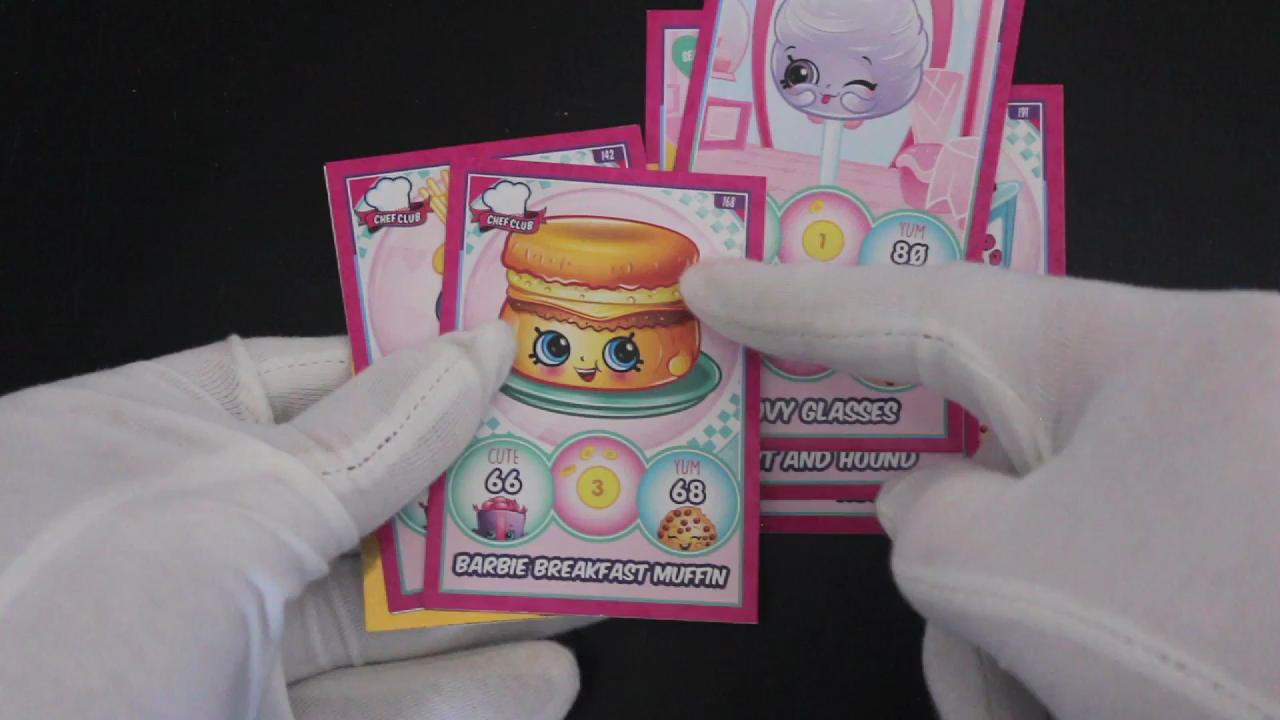 142
CHEF CLUB
168
CHEF CLUB
CUTE
66
3
YUM
68
BARBIE BREAKFAST MUFFIN
1
YUM
80
191
VY GLASSES
T AND HOUND